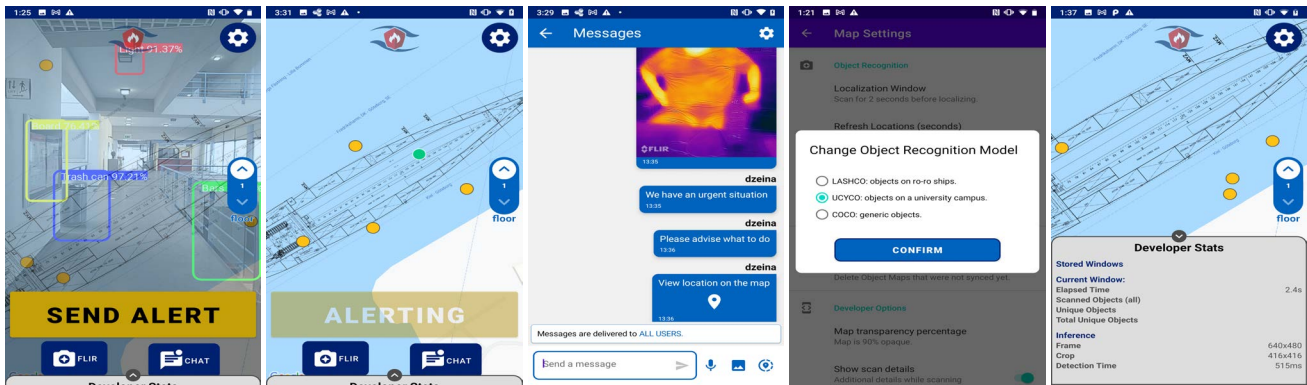 1:25
Light 91.37%
Trash can 97.21%
1
floor
SEND ALERT
FLIR
CHAT
Developer Stats
3:31
1
floor
ALERTING
FLIR
CHAT
Developer Stats
3:29
Messages
FLIR
13:35
dzeina
We have an urgent situation
13:35
dzeina
Please advise what to do
13:36
dzeina
View location on the map
13:36
Messages are delivered to ALL USERS.
Send a message
1:21
Map Settings
Object Recognition
Localization Window
Scan for 2 seconds before localizing.
Refresh Locations (seconds)
Change Object Recognition Model
LASHCO: objects on ro-ro ships.
UCYCO: objects on a university campus.
COCO: generic objects.
CONFIRM
Delete Object Maps that were not synced yet.
Developer Options
Map transparency percentage
Map is 90% opaque.
Show scan details
Additional details while scanning
1:37
1
floor
Developer Stats
Stored Windows
Current Window:
Elapsed Time 2.4s
Scanned Objects (all)
Unique Objects
Total Unique Objects
Inference
Frame 640x480
Crop 416x416
Detection Time 515ms